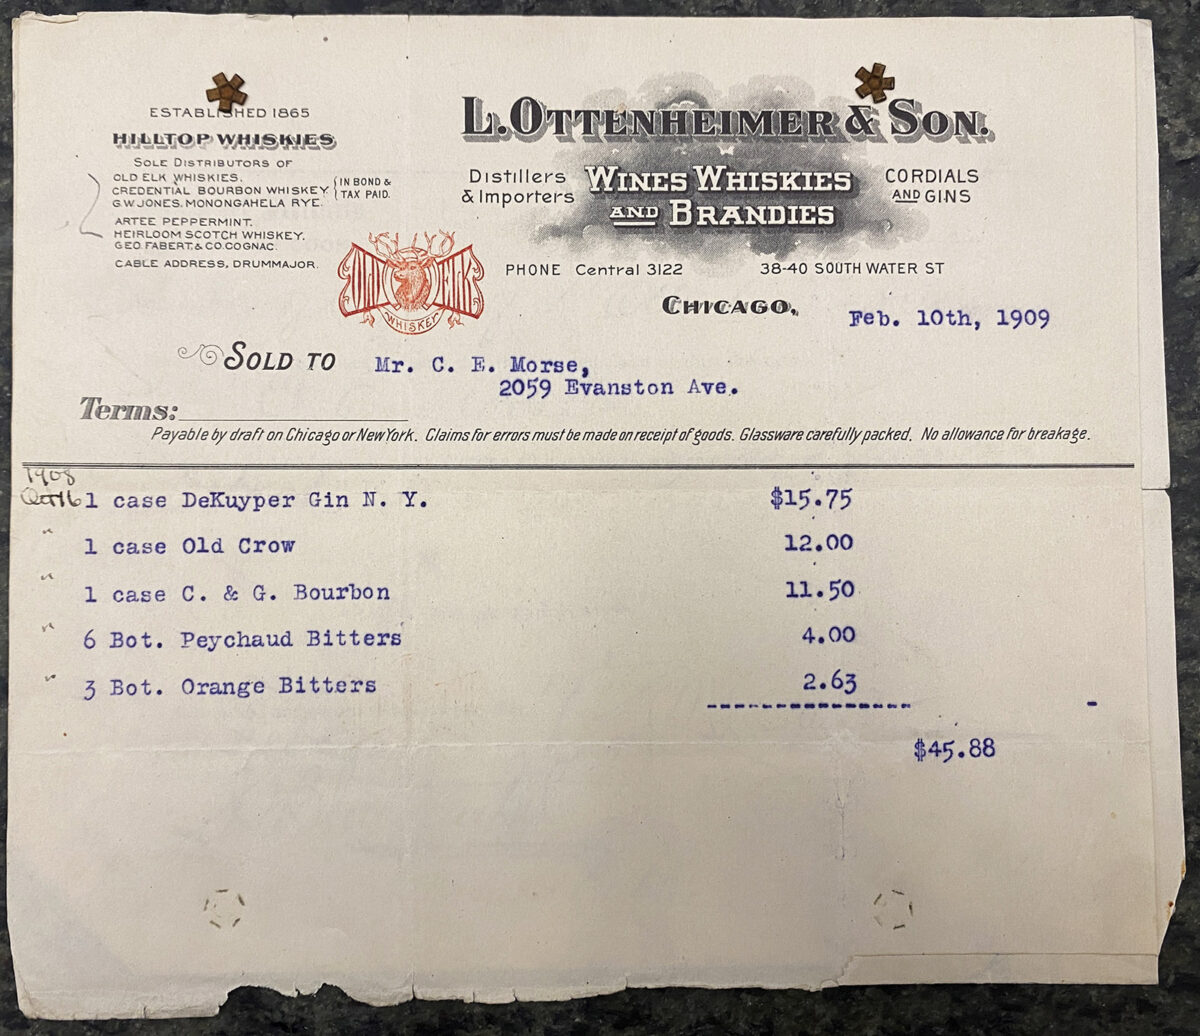 ESTABLISHED 1865
HILLTOP WHISKIES
SOLE DISTRIBUTORS OF
OLD ELK WHISKIES.
CREDENTIAL BOURBON WHISKEY.
G.W. JONES, MONONGAHELA RYE.
IN BOND &
TAX PAID.
ARTEE PEPPERMINT.
HEIRLOOM SCOTCH WHISKEY.
GEO. FABERT & CO. COGNAC.
CABLE ADDRESS, DRUMMAJOR.
OLD ELK
WHISKEY
L. OTTENHEIMER & SON.
Distillers & Importers
WINES WHISKIES
AND BRANDIES
CORDIALS
AND GINS
PHONE Central 3122 38-40 SOUTH WATER ST
CHICAGO, Feb. 10th, 1909
SOLD TO Mr. C. E. Morse,
2059 Evanston Ave.
Terms:
Payable by draft on Chicago or New York. Claims for errors must be made on receipt of goods. Glassware carefully packed. No allowance for breakage.
1908
Oct 16 1 case DeKuyper Gin N. Y. $15.75
" 1 case Old Crow 12.00
" 1 case C. & G. Bourbon 11.50
" 6 Bot. Peychaud Bitters 4.00
" 3 Bot. Orange Bitters 2.63
$45.88